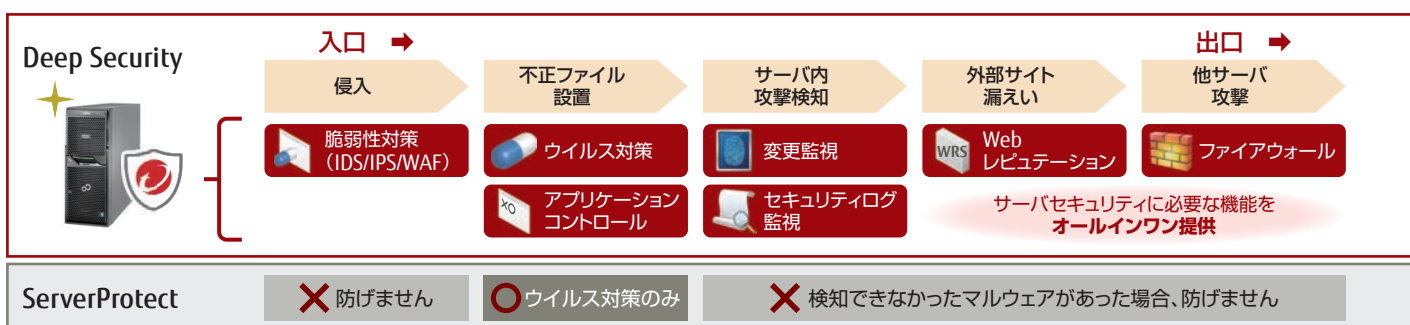 Deep Security
入口 ➡
出口 ➡
侵入
不正ファイル
設置
サーバ内
攻撃検知
外部サイト
漏えい
他サーバ
攻撃
脆弱性対策
（IDS/IPS/WAF）
ウイルス対策
変更監視
WRS
Web
レピュテーション
ファイアウォール
XO
アプリケーション
コントロール
セキュリティログ
監視
サーバセキュリティに必要な機能を
オールインワン提供
ServerProtect
防げません
ウイルス対策のみ
検知できなかったマルウェアがあった場合、防げません